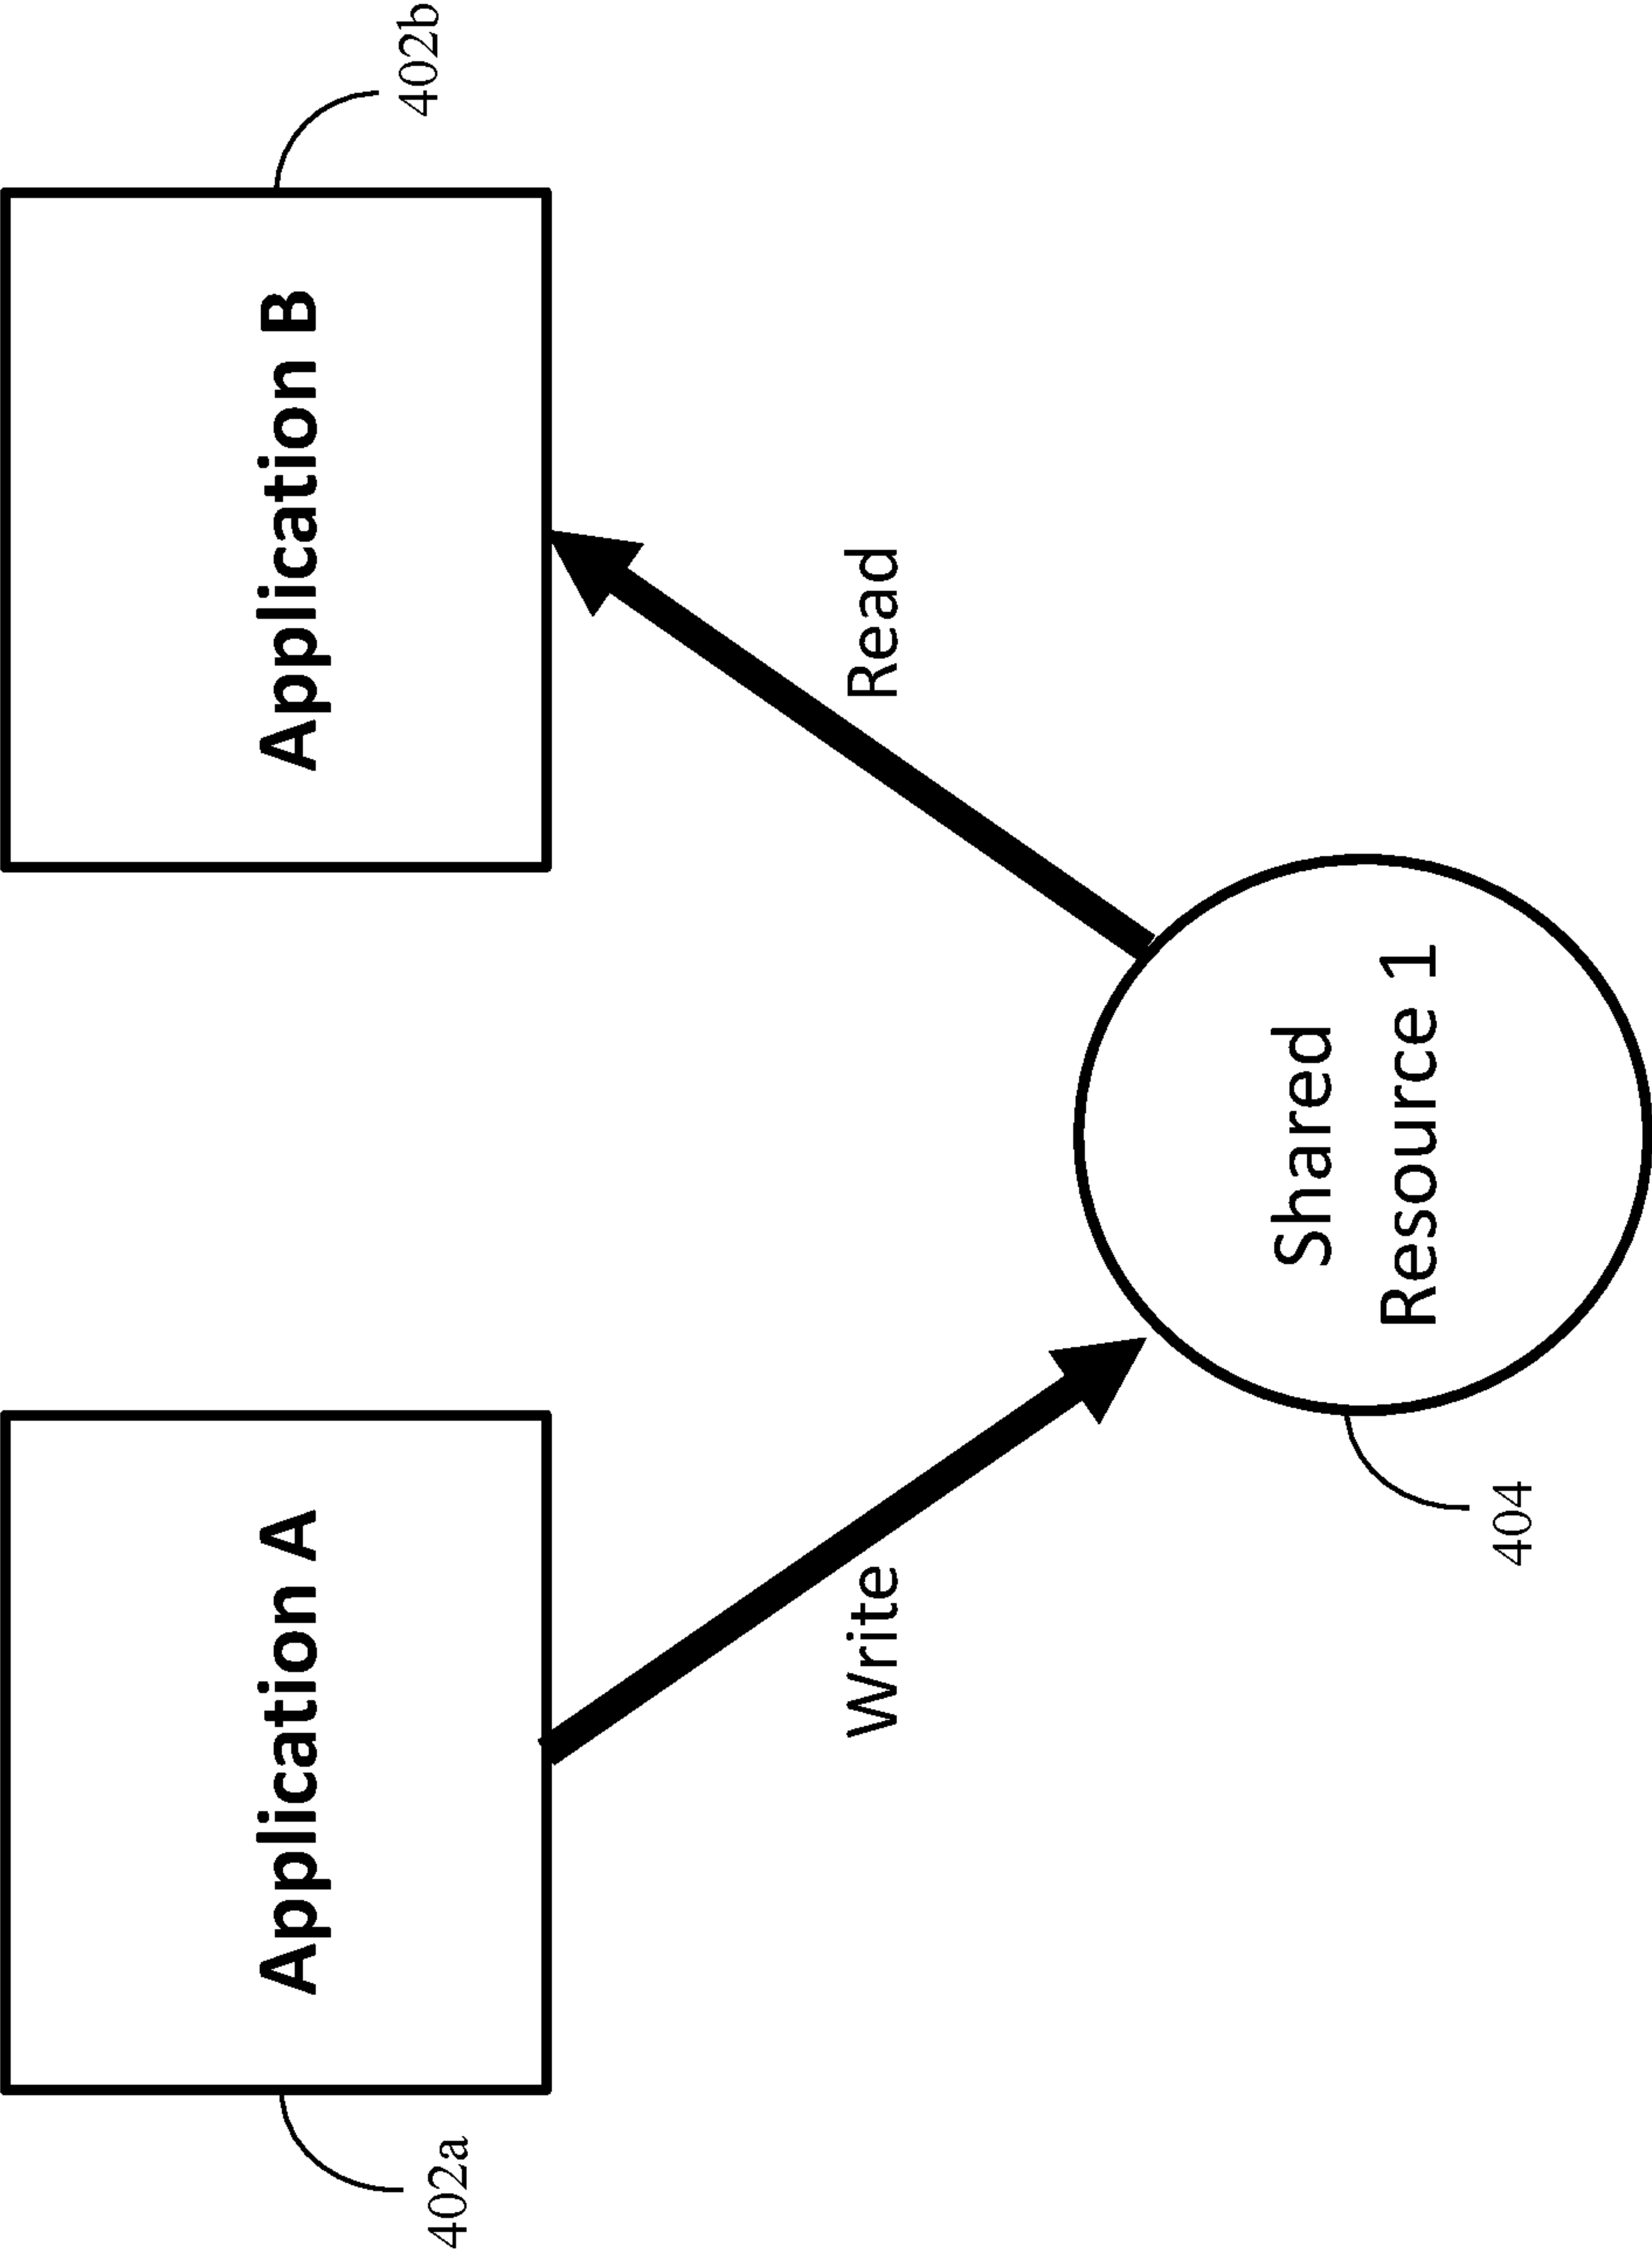 Application A
Application B
402a
402b
Write
Read
Shared
Resource 1
404